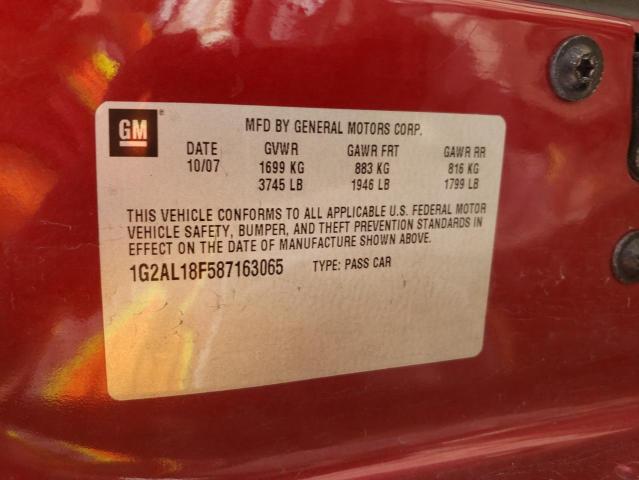 GM ®
MFD BY GENERAL MOTORS CORP.
DATE GVWR GAWR FRT GAWR RR
10/07 1699 KG 883 KG 816 KG
3745 LB 1946 LB 1799 LB
THIS VEHICLE CONFORMS TO ALL APPLICABLE U.S. FEDERAL MOTOR
VEHICLE SAFETY, BUMPER, AND THEFT PREVENTION STANDARDS IN
EFFECT ON THE DATE OF MANUFACTURE SHOWN ABOVE.
1G2AL18F587163065 TYPE: PASS CAR